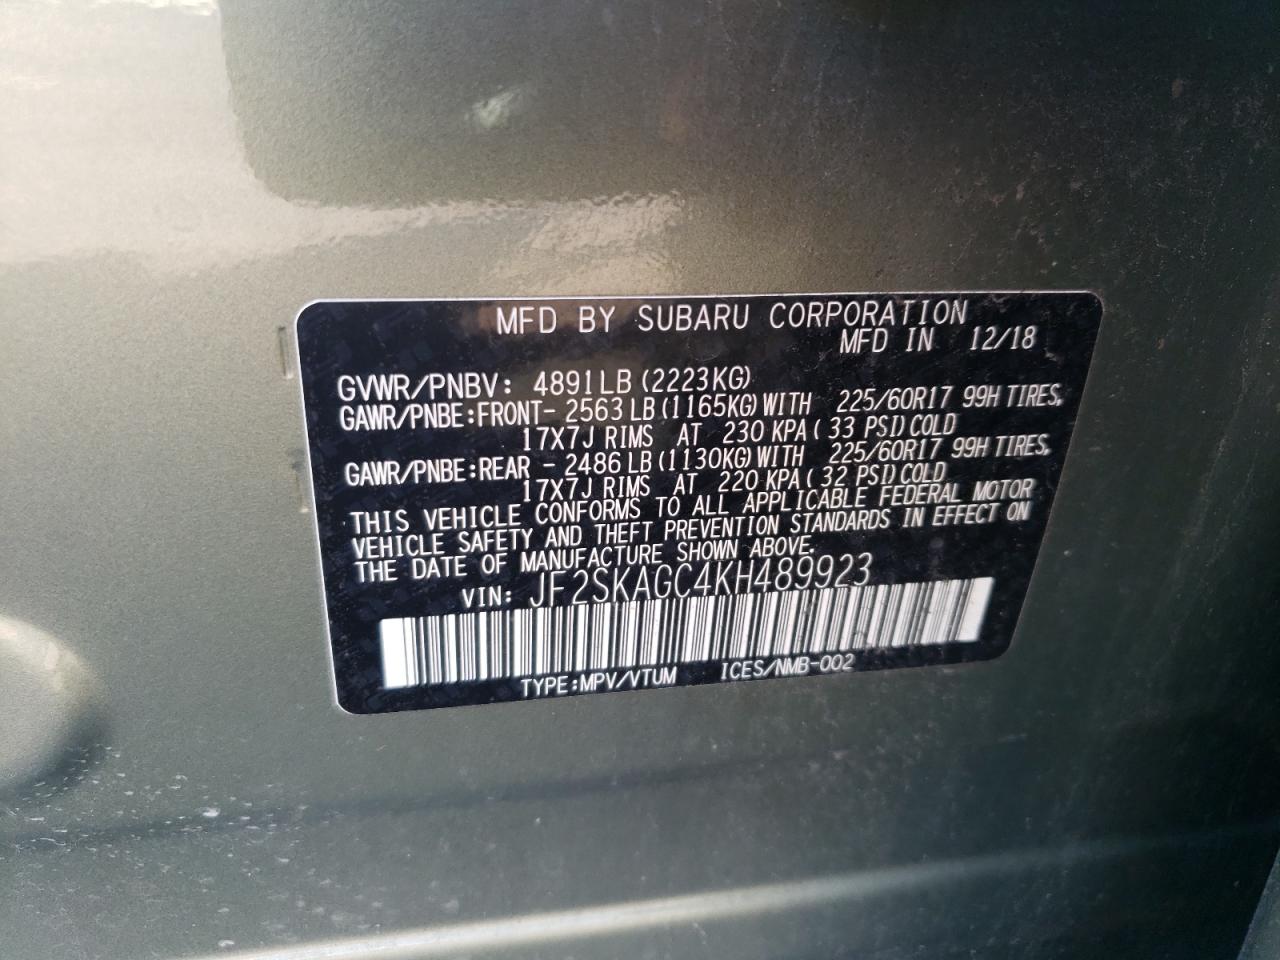 MFD BY SUBARU CORPORATION
MFD IN 12/18
GVWR/PNBV: 4891LB (2223KG)
GAWR/PNBE:FRONT- 2563 LB (1165KG) WITH 225/60R17 99H TIRES,
17X7J RIMS AT 230 KPA ( 33 PSI) COLD
GAWR/PNBE:REAR - 2486 LB (1130KG) WITH 225/60R17 99H TIRES,
17X7J RIMS AT 220 KPA ( 32 PSI) COLD
THIS VEHICLE CONFORMS TO ALL APPLICABLE FEDERAL MOTOR
VEHICLE SAFETY AND THEFT PREVENTION STANDARDS IN EFFECT ON
THE DATE OF MANUFACTURE SHOWN ABOVE.
VIN: JF2SKAGC4KH489923
TYPE:MPV/VTUM ICES/NMB-002